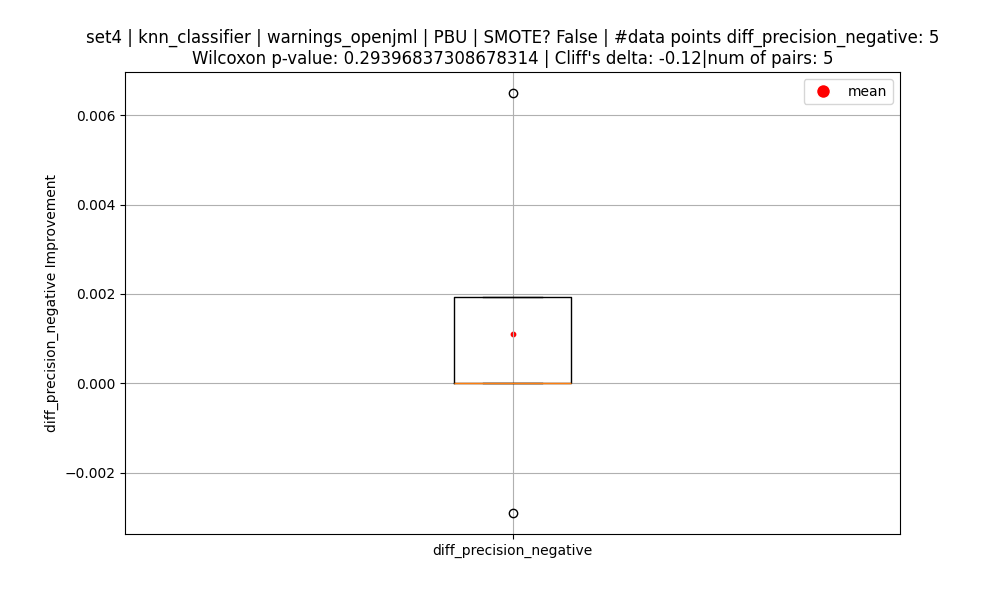 set4 | knn_classifier | warnings_openjml | PBU | SMOTE? False | #data points diff_precision_negative: 5
Wilcoxon p-value: 0.29396837308678314 | Cliff's delta: -0.12|num of pairs: 5
mean
0.006
0.004
0.002
0.000
−0.002
diff_precision_negative Improvement
diff_precision_negative